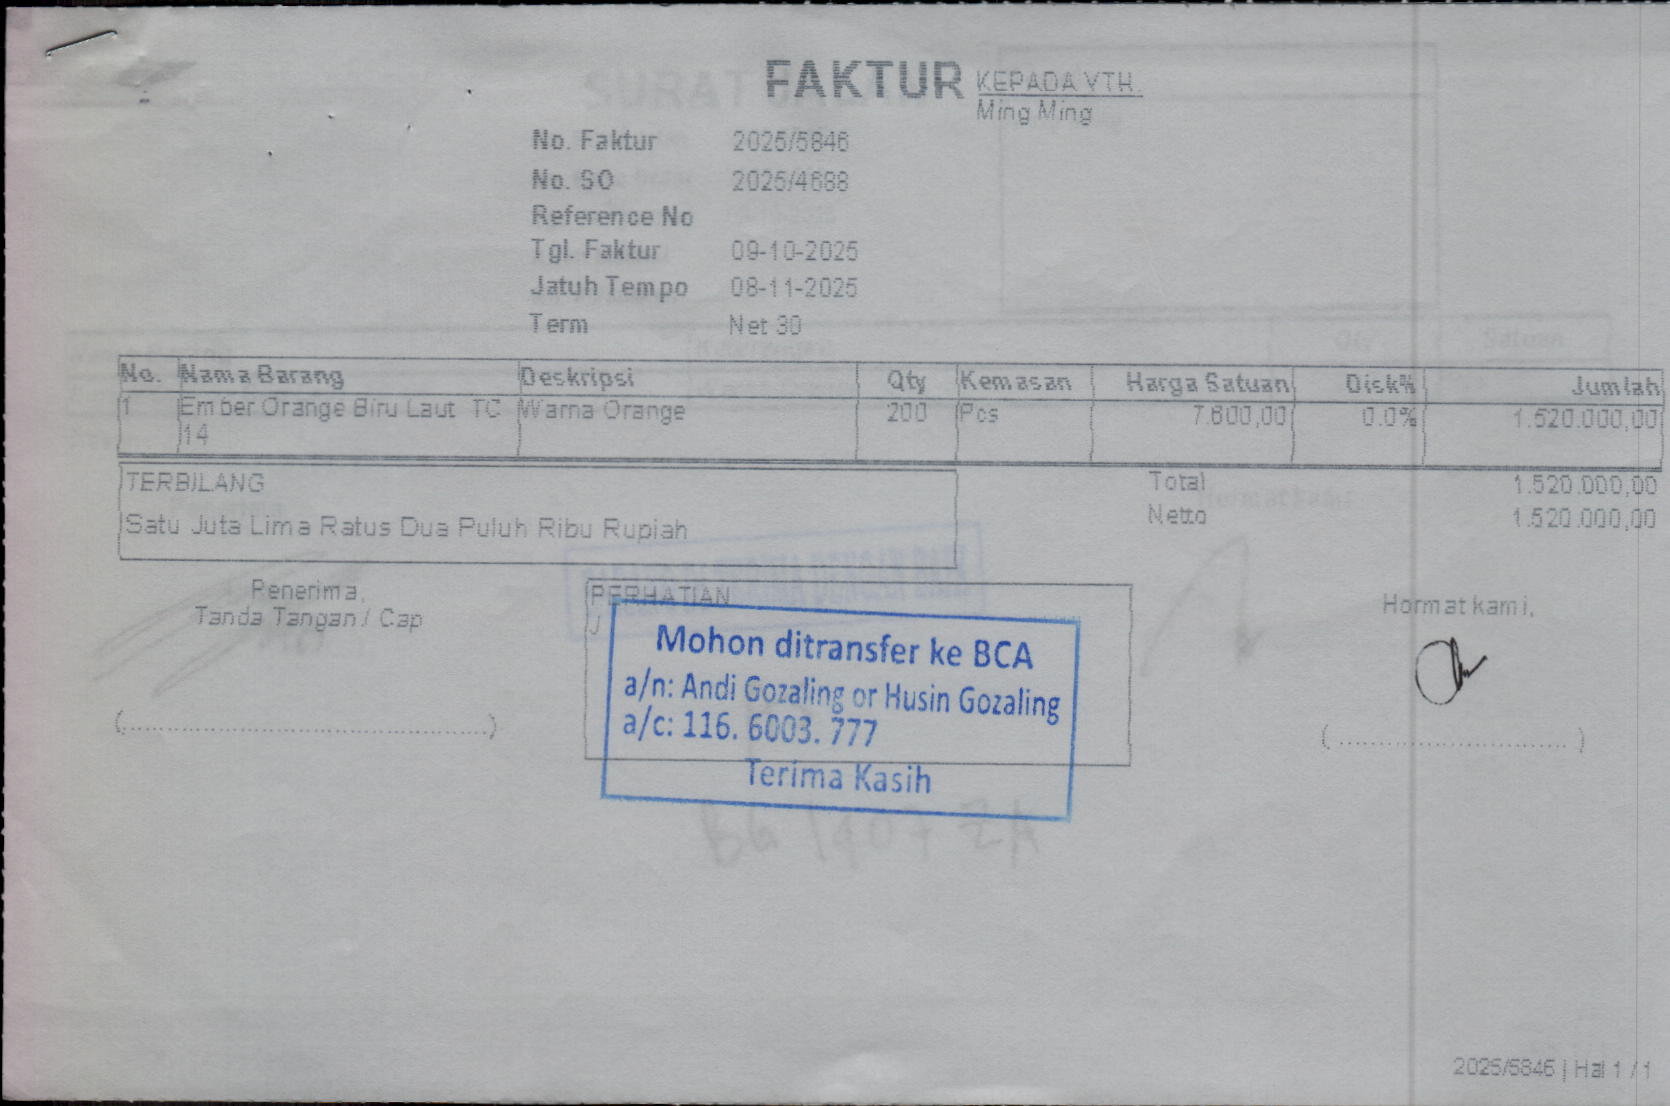 FAKTUR
KEPADA YTH.
Ming Ming
No. Faktur 2025/5846
No. SO 2025/4688
Reference No
Tgl. Faktur 09-10-2025
Jatuh Tempo 08-11-2025
Term Net 30
No. Nama Barang Deskripsi Qty Kemasan Harga Satuan Disk% Jumlah
1 Ember Orange Biru Laut TC Warna Orange 200 Pcs 7.600,00 0.0% 1.520.000,00
14
TERBILANG
Satu Juta Lima Ratus Dua Puluh Ribu Rupiah
Total 1.520.000,00
Netto 1.520.000,00
Penerima,
Tanda Tangan / Cap
(..................................................)
PERHATIAN
J
Mohon ditransfer ke BCA
a/n: Andi Gozaling or Husin Gozaling
a/c: 116. 6003. 777
Terima Kasih
Hormat kami,
( ............................... )
2025/5846 | Hal 1 / 1